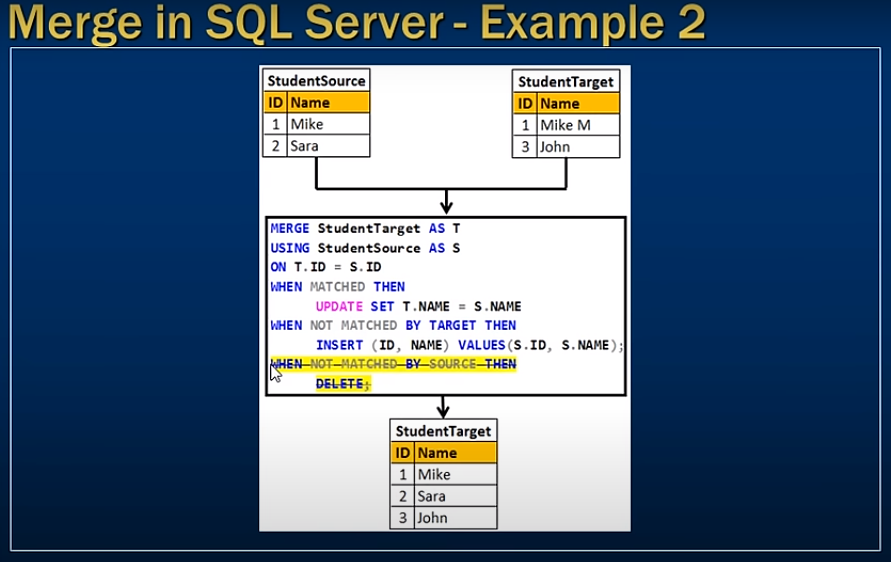 Merge in SQL Server - Example 2
StudentSource
ID Name
1 Mike
2 Sara
StudentTarget
ID Name
1 Mike M
3 John
MERGE StudentTarget AS T
USING StudentSource AS S
ON T.ID = S.ID
WHEN MATCHED THEN
UPDATE SET T.NAME = S.NAME
WHEN NOT MATCHED BY TARGET THEN
INSERT (ID, NAME) VALUES(S.ID, S.NAME);
WHEN NOT MATCHED BY SOURCE THEN
DELETE;
StudentTarget
ID Name
1 Mike
2 Sara
3 John